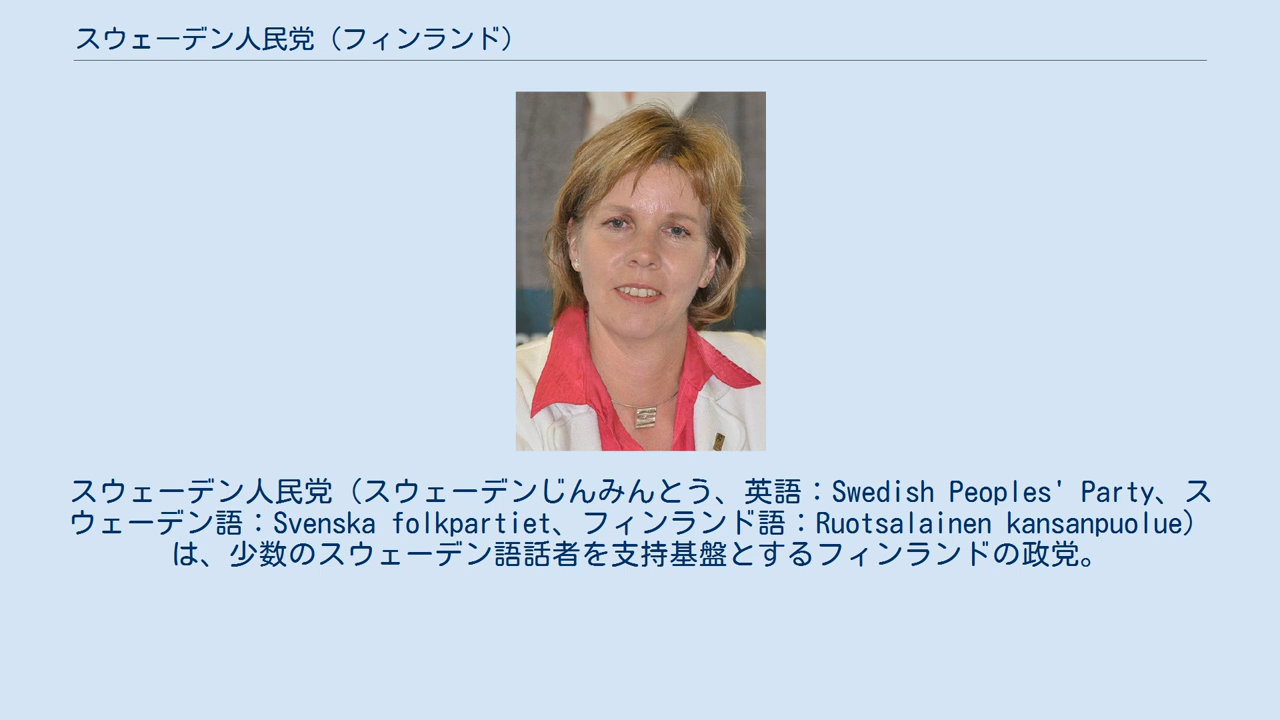 スウェーデン人民党（フィンランド）
スウェーデン人民党（スウェーデンじんみんとう、英語：Swedish Peoples' Party、ス
ウェーデン語：Svenska folkpartiet、フィンランド語：Ruotsalainen kansanpuolue）
は、少数のスウェーデン語話者を支持基盤とするフィンランドの政党。